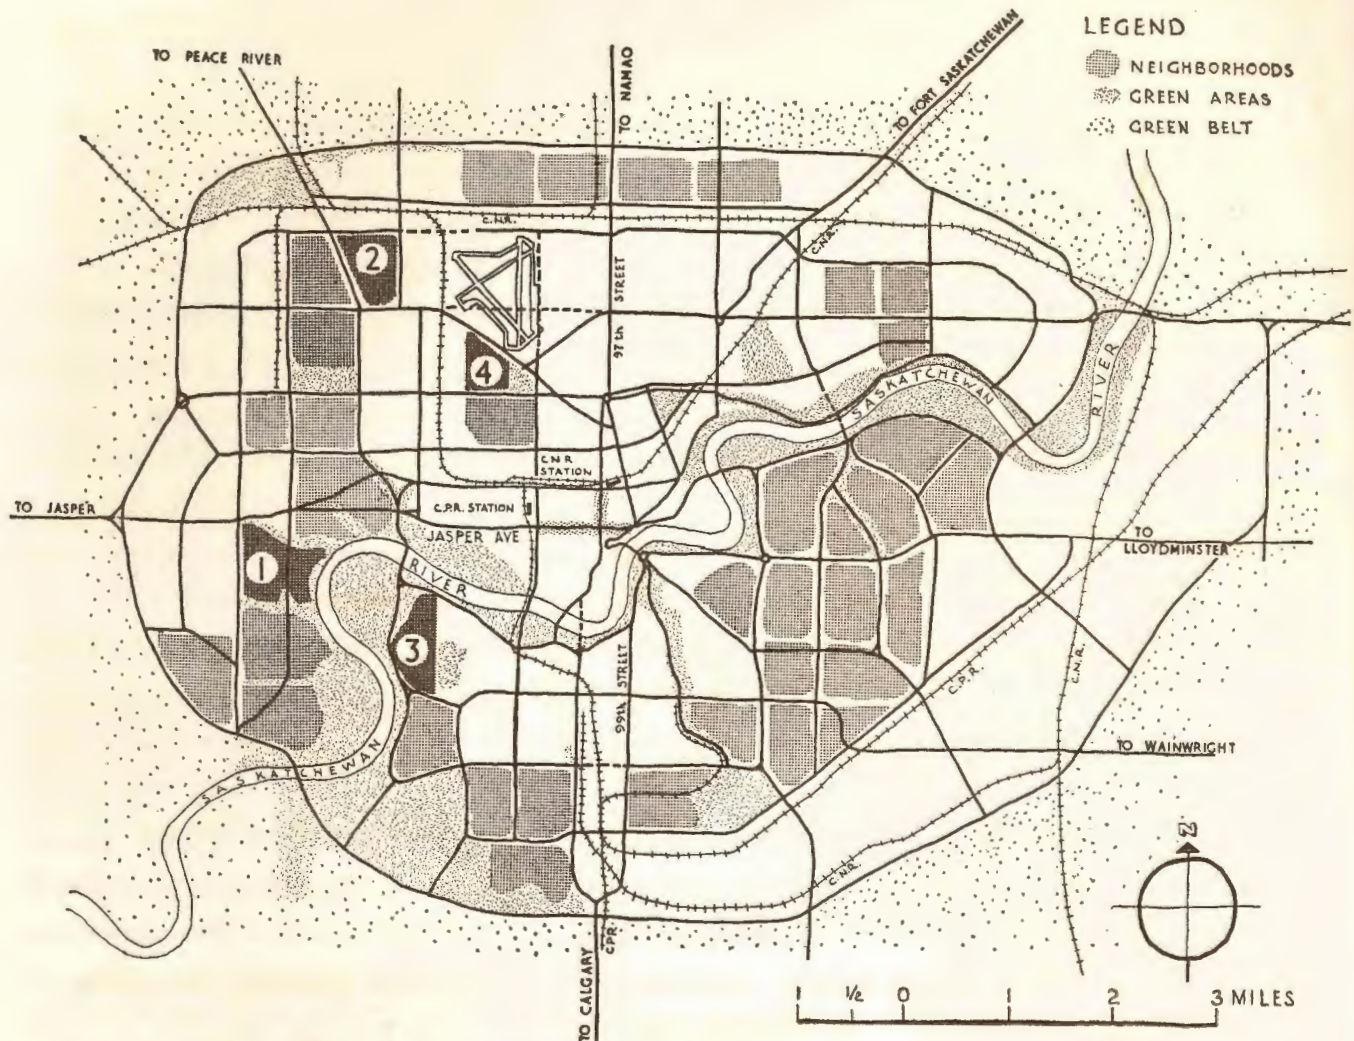 LEGEND
NEIGHBORHOODS
GREEN AREAS
GREEN BELT
TO PEACE RIVER
TO NAMAO
TO FORT SASKATCHEWAN
C.N.R.
C.N.R.
2
97th STREET
4
SASKATCHEWAN
RIVER
C.N.R
STATION
C.P.R. STATION
TO JASPER
JASPER AVE
TO
LLOYDMINSTER
1
RIVER
3
99th STREET
C.P.R.
C.N.R.
TO WAINWRIGHT
SASKATCHEWAN
C.N.R.
N
TO CALGARY
C.P.R.
1 1/2 0 1 2 3 MILES